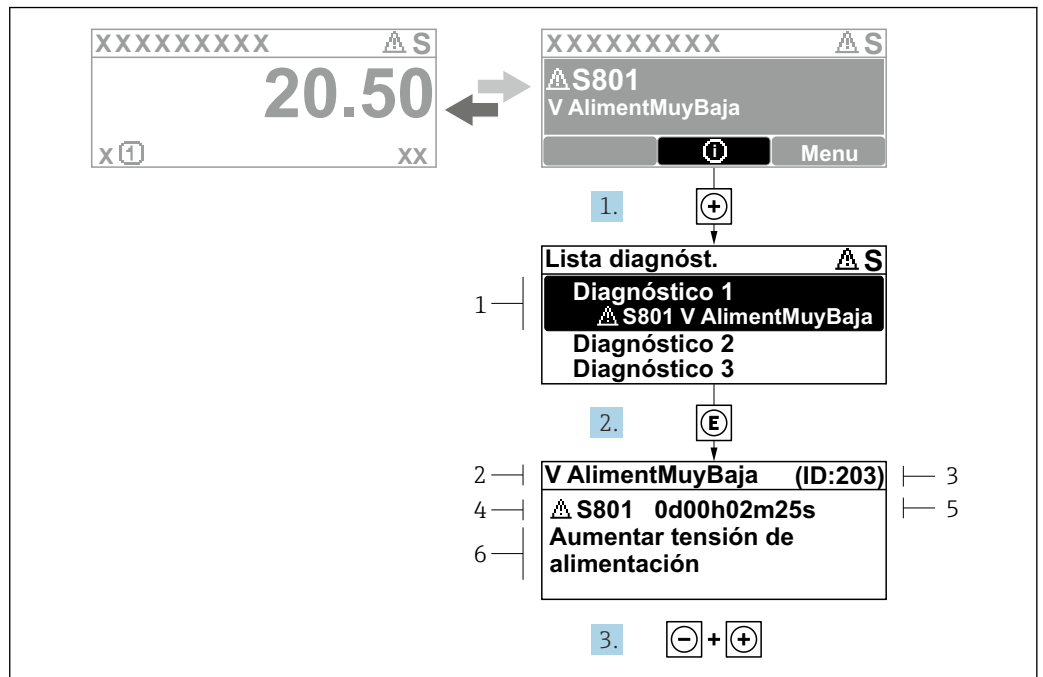 XXXXXXXXX ⚠ S
20.50
X 1 XX
XXXXXXXXX ⚠ S
⚠ S801
V AlimentMuyBaja
i Menu
1. +
Lista diagnóst. ⚠ S
1
Diagnóstico 1
⚠ S801 V AlimentMuyBaja
Diagnóstico 2
Diagnóstico 3
2. E
2 V AlimentMuyBaja (ID:203) 3
4 ⚠ S801 0d00h02m25s 5
6
Aumentar tensión de
alimentación
3. - + +